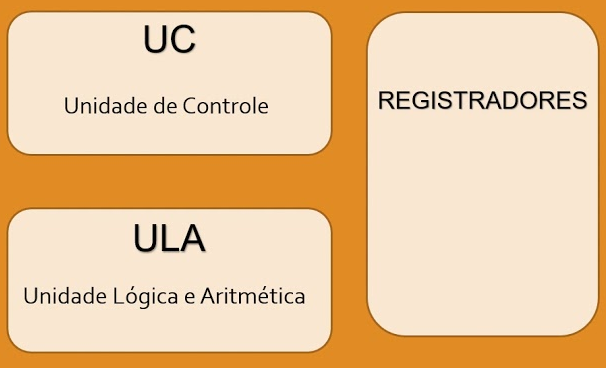 UC
Unidade de Controle
ULA
Unidade Lógica e Aritmética
REGISTRADORES